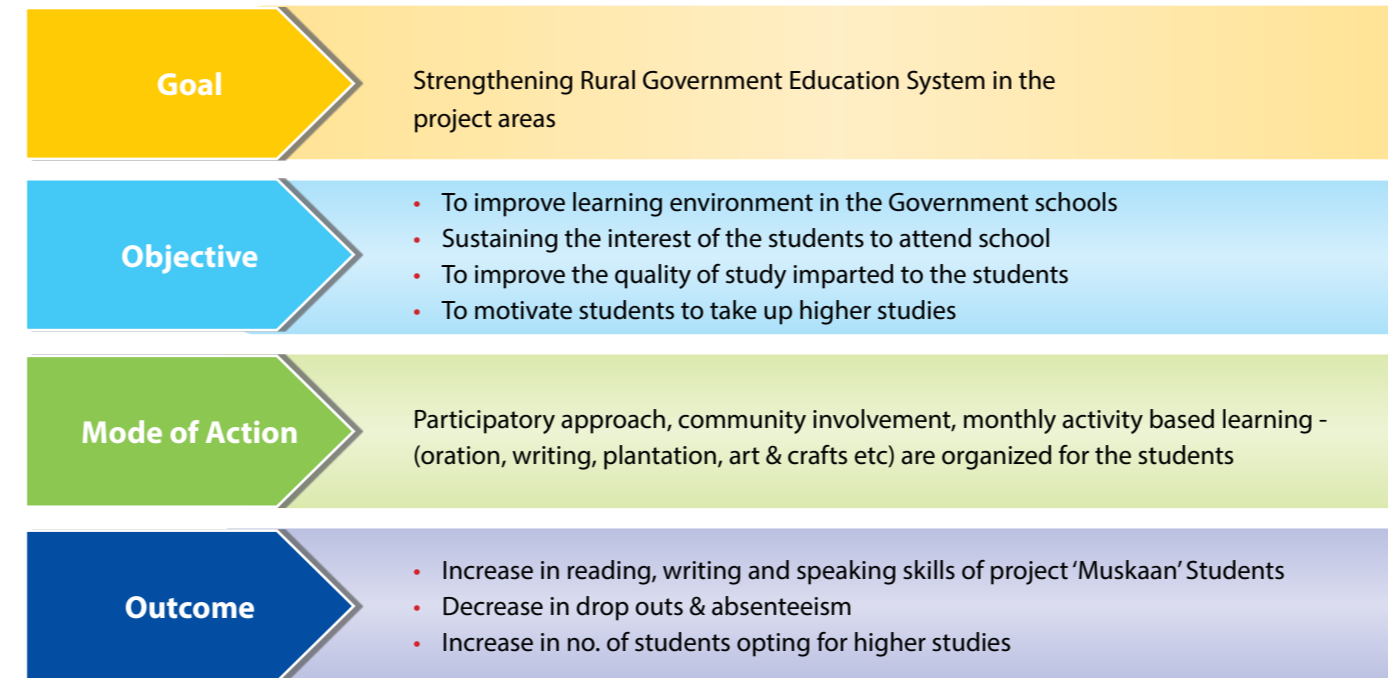 Goal
Strengthening Rural Government Education System in the
project areas
Objective
• To improve learning environment in the Government schools
• Sustaining the interest of the students to attend school
• To improve the quality of study imparted to the students
• To motivate students to take up higher studies
Mode of Action
Participatory approach, community involvement, monthly activity based learning -
(oration, writing, plantation, art & crafts etc) are organized for the students
Outcome
• Increase in reading, writing and speaking skills of project ‘Muskaan’ Students
• Decrease in drop outs & absenteeism
• Increase in no. of students opting for higher studies